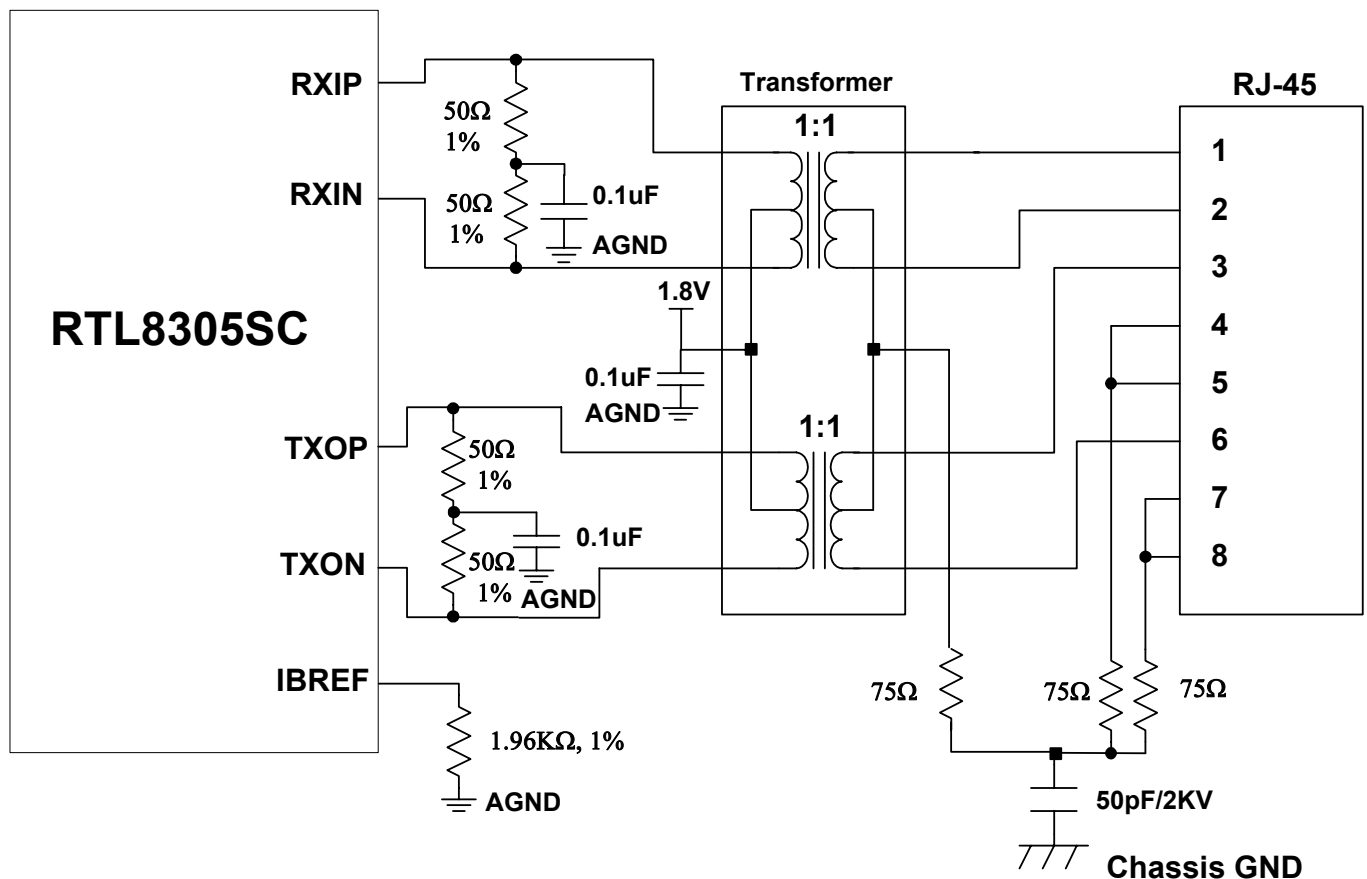 Transformer
RJ-45
RXIP
50Ω
1%
1:1
1
RXIN
50Ω
1%
0.1uF
AGND
2
3
1.8V
RTL8305SC
4
0.1uF
AGND
5
1:1
6
TXOP
50Ω
1%
7
TXON
50Ω
1%
0.1uF
AGND
8
IBREF
75Ω
75Ω
75Ω
1.96KΩ, 1%
AGND
50pF/2KV
Chassis GND